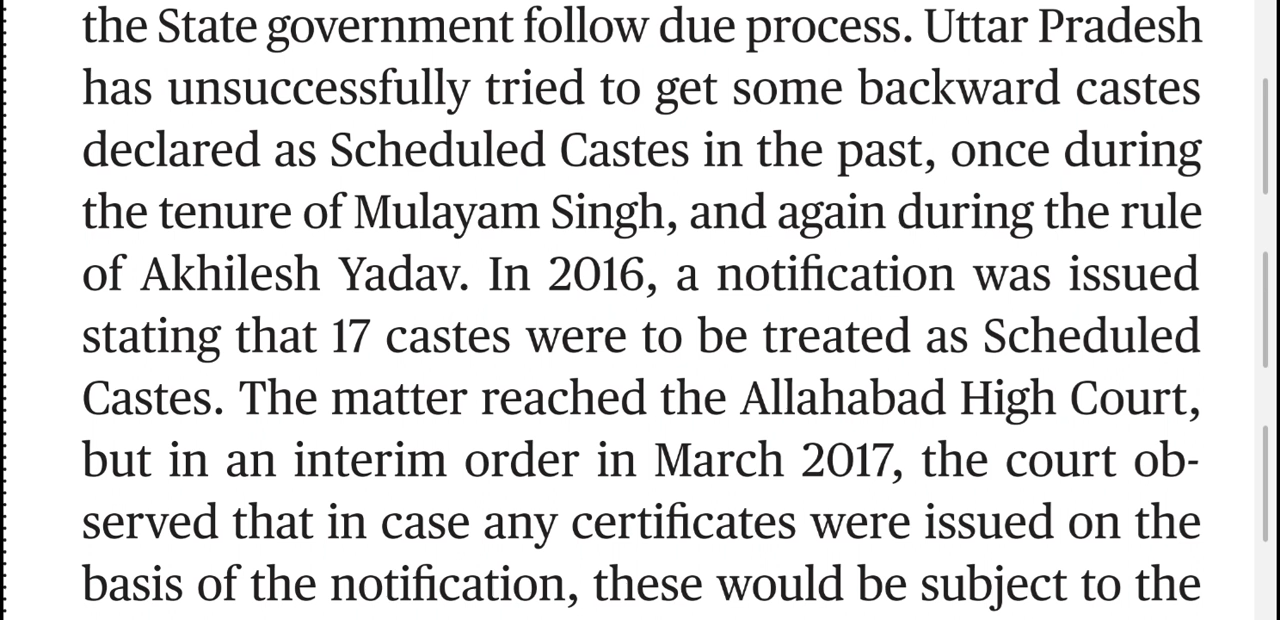 the State government follow due process. Uttar Pradesh
has unsuccessfully tried to get some backward castes
declared as Scheduled Castes in the past, once during
the tenure of Mulayam Singh, and again during the rule
of Akhilesh Yadav. In 2016, a notification was issued
stating that 17 castes were to be treated as Scheduled
Castes. The matter reached the Allahabad High Court,
but in an interim order in March 2017, the court ob-
served that in case any certificates were issued on the
basis of the notification, these would be subject to the